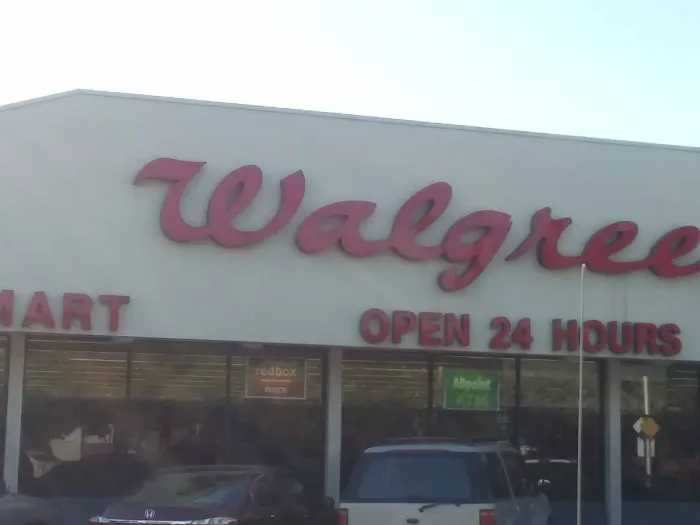 Walgree
MART
OPEN 24 HOURS
redbox
Allpoint
ATM